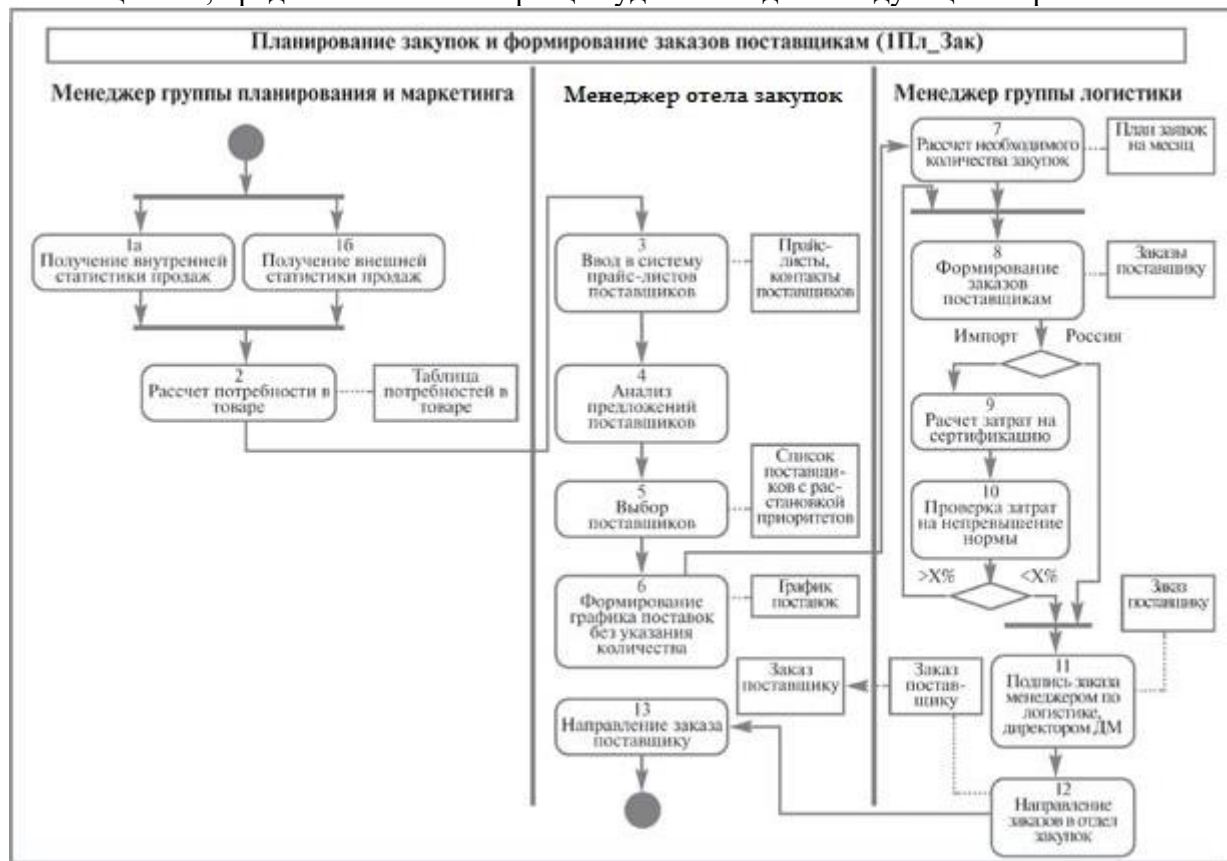 Планирование закупок и формирование заказов поставщикам (1Пл_Зак)
Менеджер группы планирования и маркетинга
1а
Получение внутренней
статистики продаж
1б
Получение внешней
статистики продаж
2
Рассчет потребности в
товаре
Таблица
потребностей в
товаре
Менеджер отела закупок
3
Ввод в систему
прайс-листов
поставщиков
Прайс-
листы,
контакты
поставщиков
4
Анализ
предложений
поставщиков
5
Выбор
поставщиков
Список
поставщи-
ков с рас-
становкой
приоритетов
6
Формирование
графика поставок
без указания
количества
График
поставок
Заказ
поставщику
13
Направление заказа
поставщику
Менеджер группы логистики
7
Рассчет необходимого
количества закупок
План заявок
на месяц
8
Формирование
заказов
поставщикам
Заказы
поставщику
Импорт
Россия
9
Расчет затрат на
сертификацию
10
Проверка затрат
на непревышение
нормы
>X%
<X%
Заказ
поставщику
11
Подпись заказа
менеджером по
логистике,
директором ДМ
Заказ
постав-
щику
12
Направление
заказов в отдел
закупок